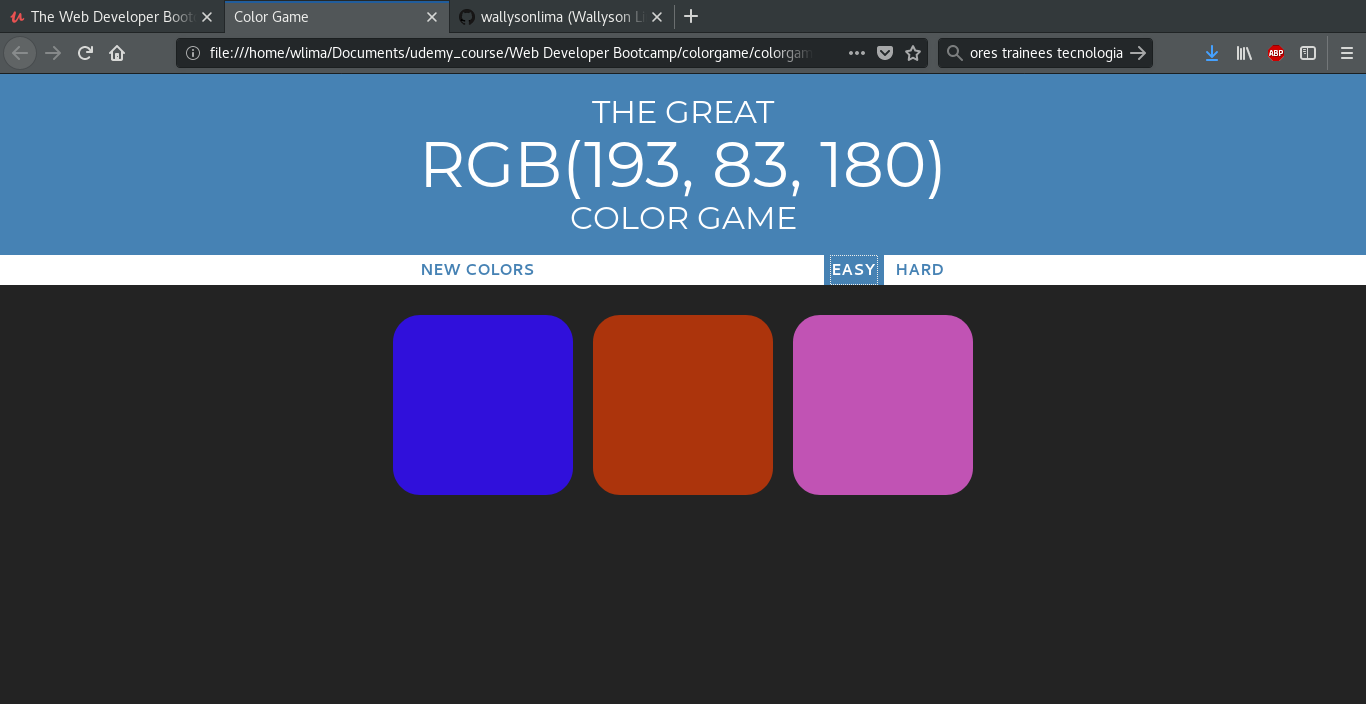 The Web Developer Boot
Color Game
wallysonlima (Wallyson Li
file:///home/wlima/Documents/udemy_course/Web Developer Bootcamp/colorgame/colorgam
ores trainees tecnologia
ABP
THE GREAT
RGB(193, 83, 180)
COLOR GAME
NEW COLORS
EASY
HARD